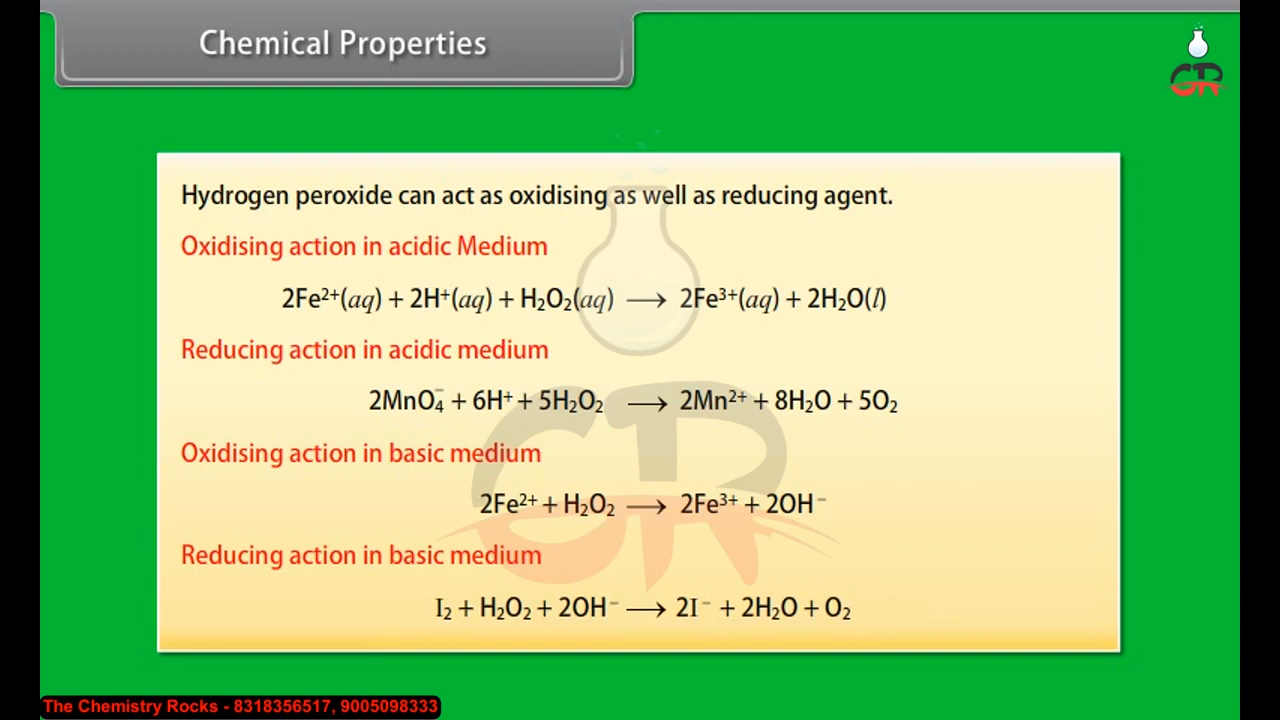 Chemical Properties
GR
Hydrogen peroxide can act as oxidising as well as reducing agent.
Oxidising action in acidic Medium
2Fe²⁺(aq) + 2H⁺(aq) + H₂O₂(aq) ⟶ 2Fe³⁺(aq) + 2H₂O(l)
Reducing action in acidic medium
2MnO₄⁻ + 6H⁺ + 5H₂O₂ ⟶ 2Mn²⁺ + 8H₂O + 5O₂
Oxidising action in basic medium
2Fe²⁺ + H₂O₂ ⟶ 2Fe³⁺ + 2OH⁻
Reducing action in basic medium
I₂ + H₂O₂ + 2OH⁻ ⟶ 2I⁻ + 2H₂O + O₂
The Chemistry Rocks - 8318356517, 9005098333